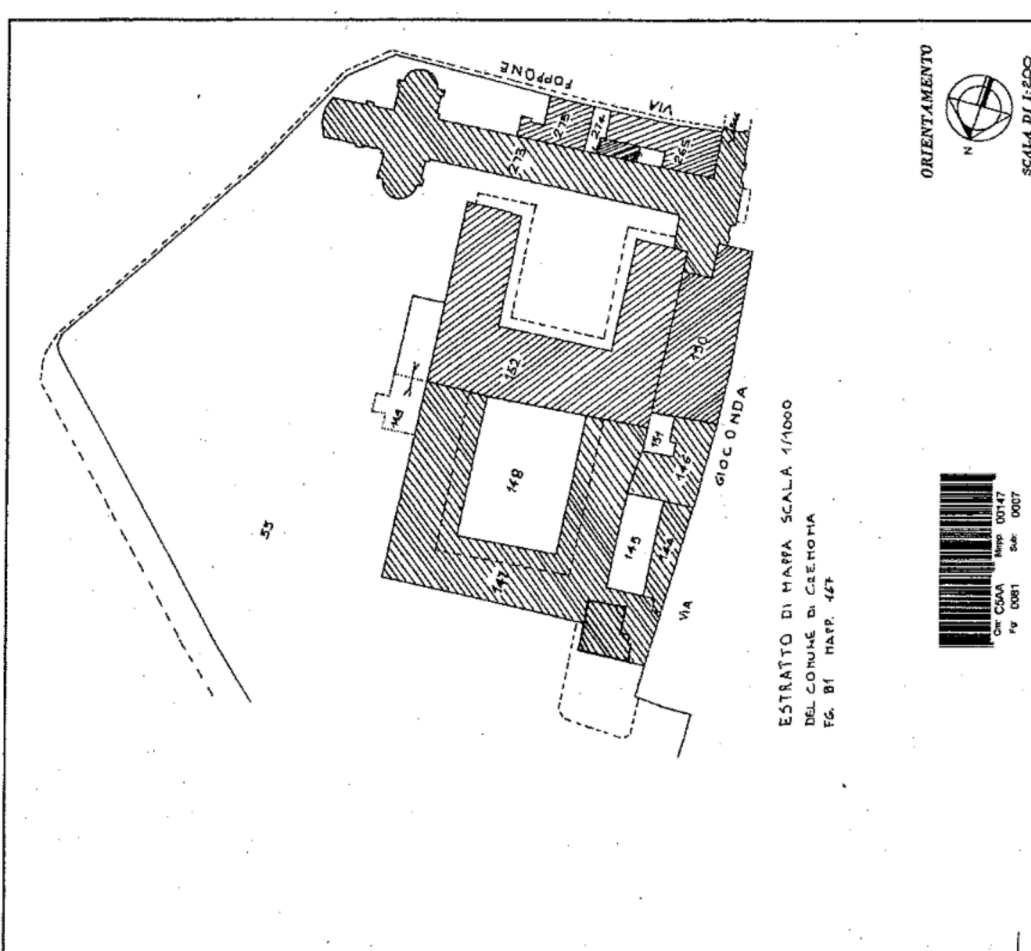 ORIENTAMENTO
N
SCALA DI 1:200
FOPPONE
VIA
275
274
273
265
152
150
149
151
148
146
145
144
147
55
GIOCONDA
VIA
ESTRATTO DI MAPPA SCALA 1/1000
DEL COMUNE DI CREMONA
FG. 81 MAPP. 147
Cm: C5AA Mapp: 00147
Fg: 0081 Sub: 0007